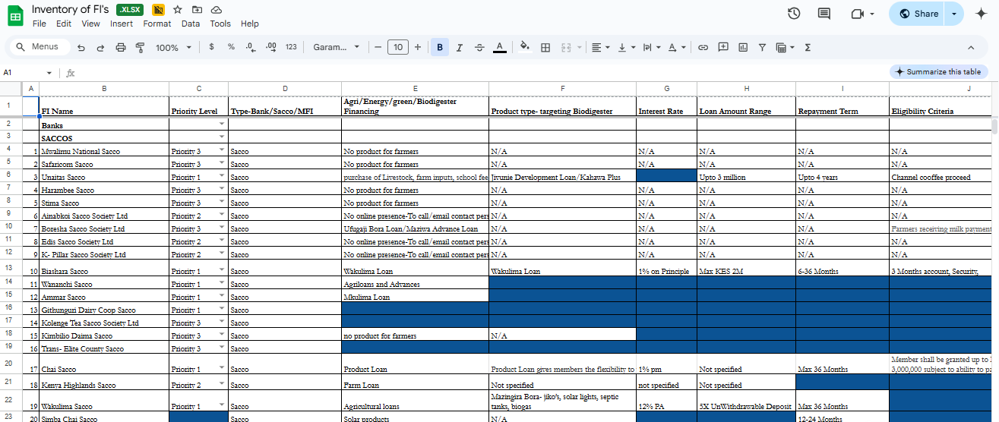 Inventory of FI's .XLSX
File Edit View Insert Format Data Tools Help
Share
Menus 100% $ % .0 .00 123 Garam... 10 B I A
A1 fx
Summarize this table
A B C D E F G H I J
1 FI Name Priority Level Type-Bank/Sacco/MFI Agri/Energy/green/Biodigester Financing Product type- targeting Biodigester Interest Rate Loan Amount Range Repayment Term Eligibility Criteria
2 Banks
3 SACCOS
4 1 Mwalimu National Sacco Priority 3 Sacco No product for farmers N/A N/A N/A N/A N/A
5 2 Safaricom Sacco Priority 3 Sacco No product for farmers N/A N/A N/A N/A N/A
6 3 Unaitas Sacco Priority 1 Sacco purchase of Livestock, farm inputs, school fee Jivunie Development Loan/Kahawa Plus Upto 3 million Upto 4 years Channel cooffee proceed
7 4 Harambee Sacco Priority 3 Sacco No product for farmers N/A N/A N/A N/A N/A
8 5 Stima Sacco Priority 3 Sacco No product for farmers N/A N/A N/A N/A N/A
9 6 Ainabkoi Sacco Society Ltd Priority 2 Sacco No online presence-To call/email contact pers N/A N/A N/A N/A N/A
10 7 Boresha Sacco Society Ltd Priority 3 Sacco Ufugaji Bora Loan/Maziwa Advance Loan N/A N/A N/A N/A Farmers receiving milk payment
11 8 Edis Sacco Society Ltd Priority 2 Sacco No online presence-To call/email contact pers N/A N/A N/A N/A N/A
12 9 K- Pillar Sacco Society Ltd Priority 2 Sacco No online presence-To call/email contact pers N/A N/A N/A N/A N/A
13 10 Biashara Sacco Priority 1 Sacco Wakulima Loan Wakulima Loan 1% on Principle Max KES 2M 6-36 Months 3 Months account, Security,
14 11 Wananchi Sacco Priority 1 Sacco Agriloans and Advances
15 12 Ammar Sacco Priority 1 Sacco Mkulima Loan
16 13 Githunguri Dairy Coop Sacco Priority 1 Sacco
17 14 Kolenge Tea Sacco Society Ltd Priority 3 Sacco
18 15 Kimbilio Daima Sacco Priority 3 Sacco no product for farmers N/A
19 16 Trans- Elite County Sacco Priority 3 Sacco
20 17 Chai Sacco Priority 1 Sacco Product Loan Product Loan gives members the flexibility to 1% pm Not specified Max 36 Months Member shall be granted up to 3,000,000 subject to ability to pa
21 18 Kenya Highlands Sacco Priority 2 Sacco Farm Loan Not specified not specified Not specified
22 19 Wakulima Sacco Priority 1 Sacco Agricultural loans Mazingira Bora- jiko's, solar lights, septic tanks, biogas 12% PA 5X UnWithdrawable Deposit Max 36 Months
23 20 Simba Chai Sacco Sacco Solar products N/A 12-24 Months